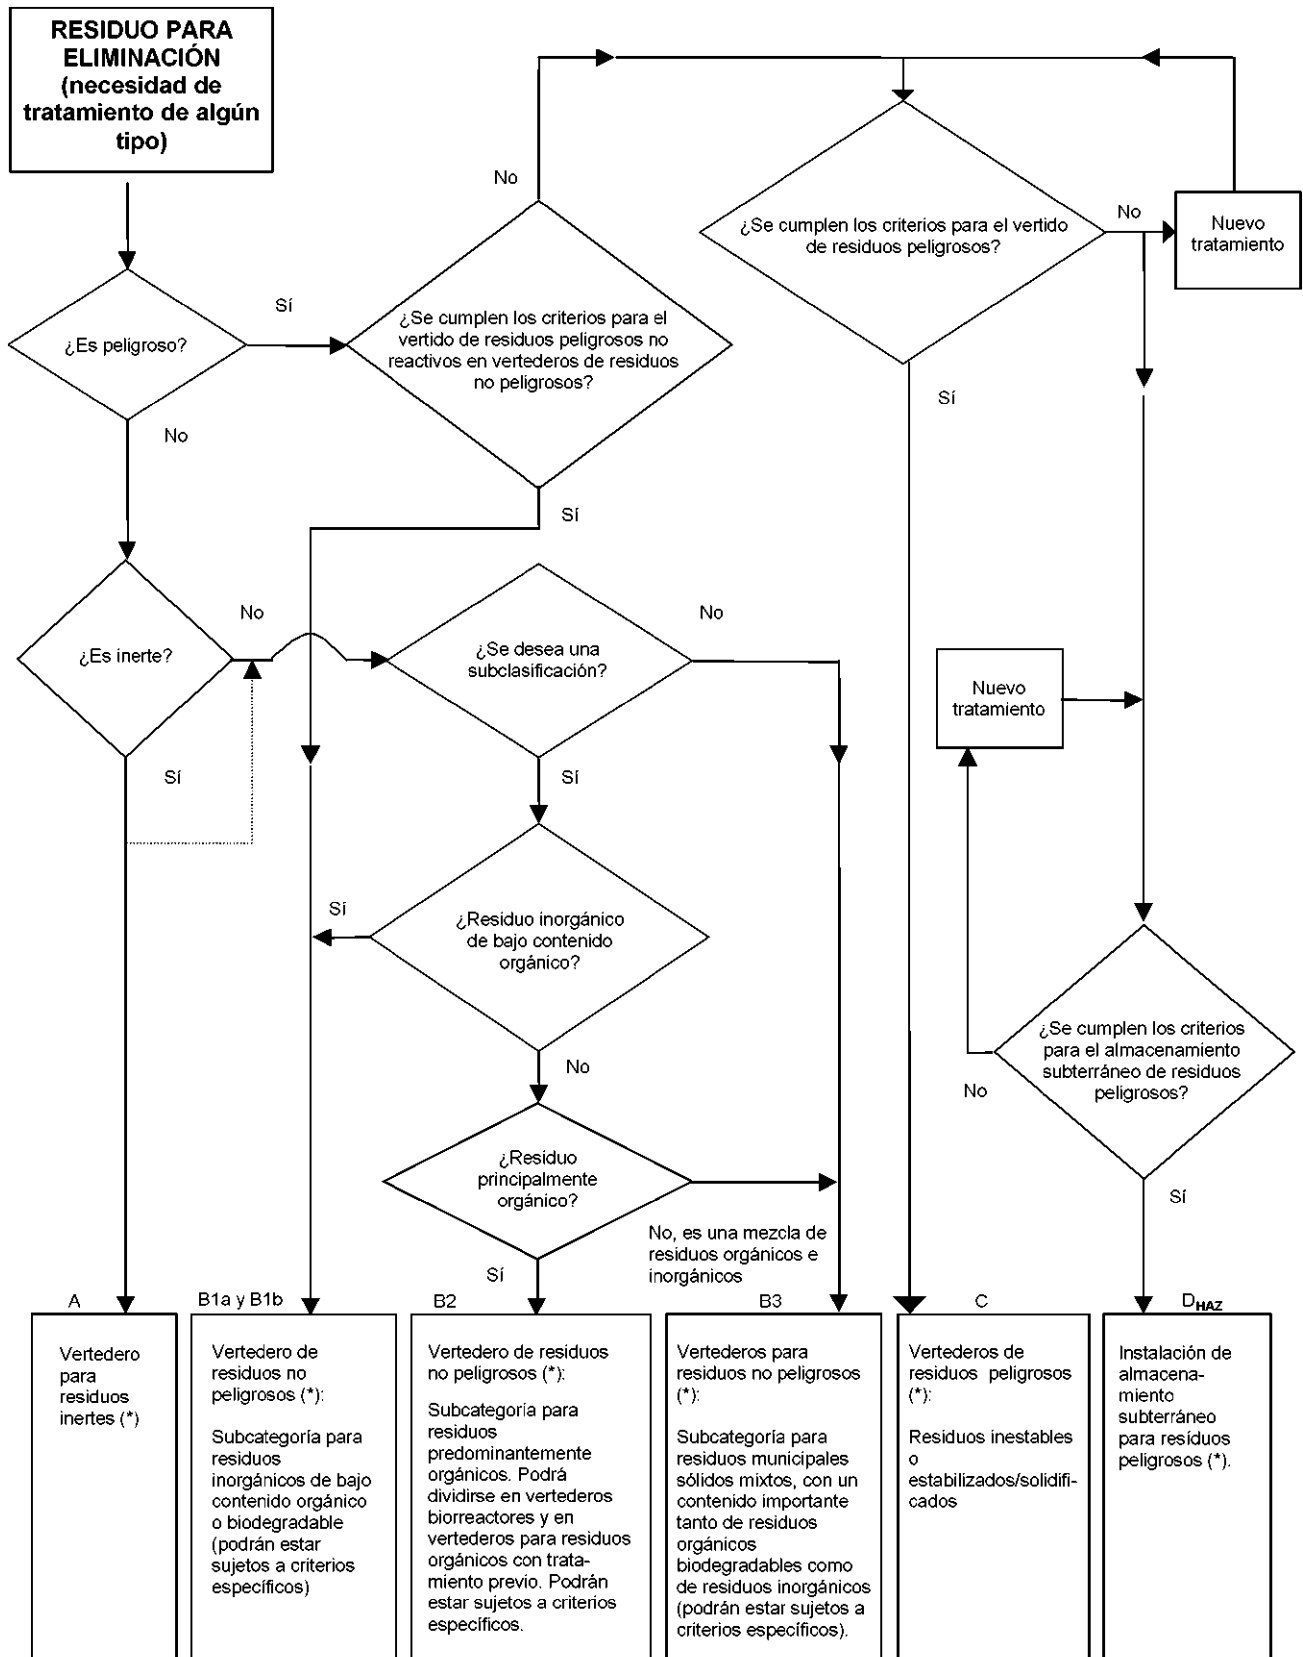 RESIDUO PARA
ELIMINACIÓN
(necesidad de
tratamiento de algún
tipo)
No
¿Se cumplen los criterios para el vertido
de residuos peligrosos?
No
Nuevo
tratamiento
¿Es peligroso?
Sí
¿Se cumplen los criterios para el
vertido de residuos peligrosos no
reactivos en vertederos de residuos
no peligrosos?
Sí
No
Sí
¿Es inerte?
No
¿Se desea una
subclasificación?
No
Nuevo
tratamiento
Sí
Sí
Sí
¿Residuo inorgánico
de bajo contenido
orgánico?
No
¿Se cumplen los criterios
para el almacenamiento
subterráneo de residuos
peligrosos?
No
Sí
¿Residuo
principalmente
orgánico?
No, es una mezcla de
residuos orgánicos e
inorgánicos
Sí
A
Vertedero
para
residuos
inertes (*)
B1a y B1b
Vertedero de
residuos no
peligrosos (*):
Subcategoría para
residuos
inorgánicos de bajo
contenido orgánico
o biodegradable
(podrán estar
sujetos a criterios
específicos)
B2
Vertedero de residuos
no peligrosos (*):
Subcategoría para
residuos
predominantemente
orgánicos. Podrá
dividirse en vertederos
biorreactores y en
vertederos para residuos
orgánicos con trata-
miento previo. Podrán
estar sujetos a criterios
específicos.
B3
Vertederos para
residuos no peligrosos
(*):
Subcategoría para
residuos municipales
sólidos mixtos, con un
contenido importante
tanto de residuos
orgánicos
biodegradables como
de residuos inorgánicos
(podrán estar sujetos a
criterios específicos).
C
Vertederos de
residuos peligrosos
(*):
Residuos inestables
o
estabilizados/solidifi-
cados
DHAZ
Instalación de
almacena-
miento
subterráneo
para resíduos
peligrosos (*).